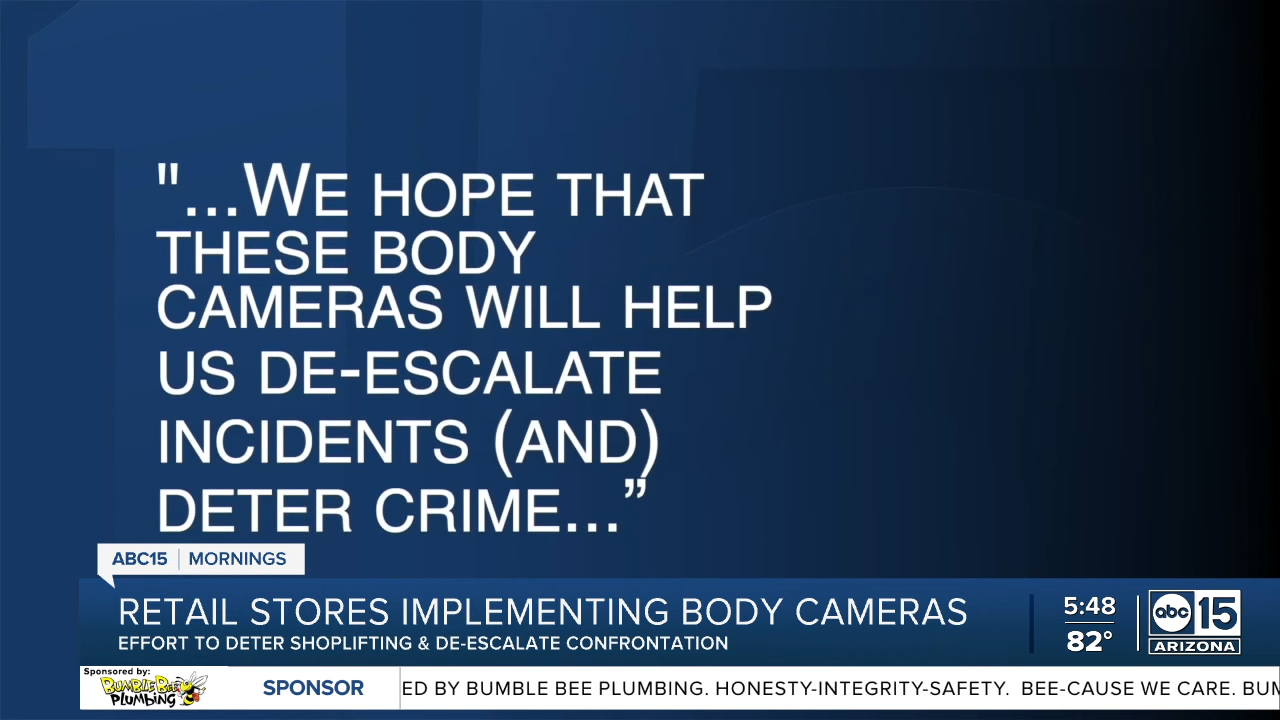 "...WE HOPE THAT
THESE BODY
CAMERAS WILL HELP
US DE-ESCALATE
INCIDENTS (AND)
DETER CRIME...”
ABC15 | MORNINGS
RETAIL STORES IMPLEMENTING BODY CAMERAS
EFFORT TO DETER SHOPLIFTING & DE-ESCALATE CONFRONTATION
5:48
82°
abc 15
ARIZONA
Sponsored by:
BUMBLE BEE
PLUMBING
SPONSOR
ED BY BUMBLE BEE PLUMBING. HONESTY-INTEGRITY-SAFETY. BEE-CAUSE WE CARE. BUM